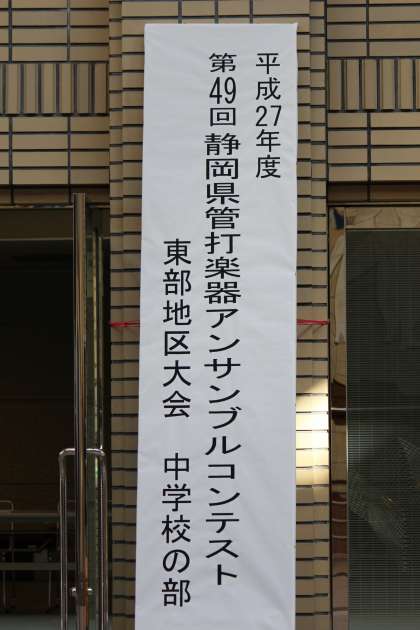 平成27年度
第49回 静岡県管打楽器アンサンブルコンテスト
東部地区大会 中学校の部